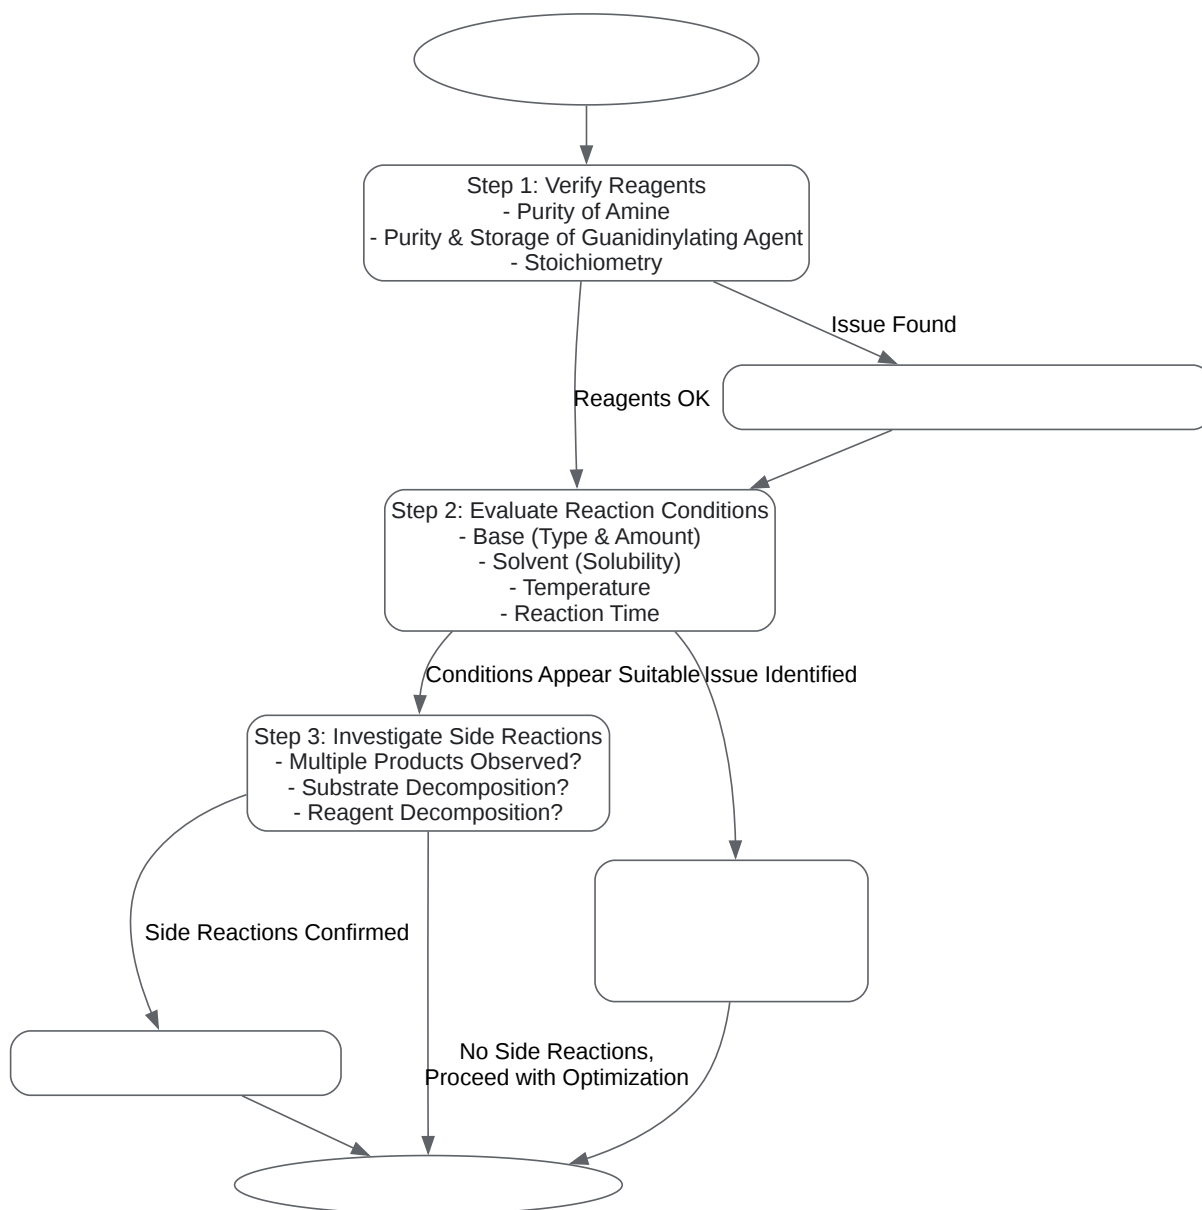 Step 1: Verify Reagents
- Purity of Amine
- Purity & Storage of Guanidinylating Agent
- Stoichiometry
Issue Found
Reagents OK
Step 2: Evaluate Reaction Conditions
- Base (Type & Amount)
- Solvent (Solubility)
- Temperature
- Reaction Time
Conditions Appear Suitable
Issue Identified
Step 3: Investigate Side Reactions
- Multiple Products Observed?
- Substrate Decomposition?
- Reagent Decomposition?
Side Reactions Confirmed
No Side Reactions,
Proceed with Optimization